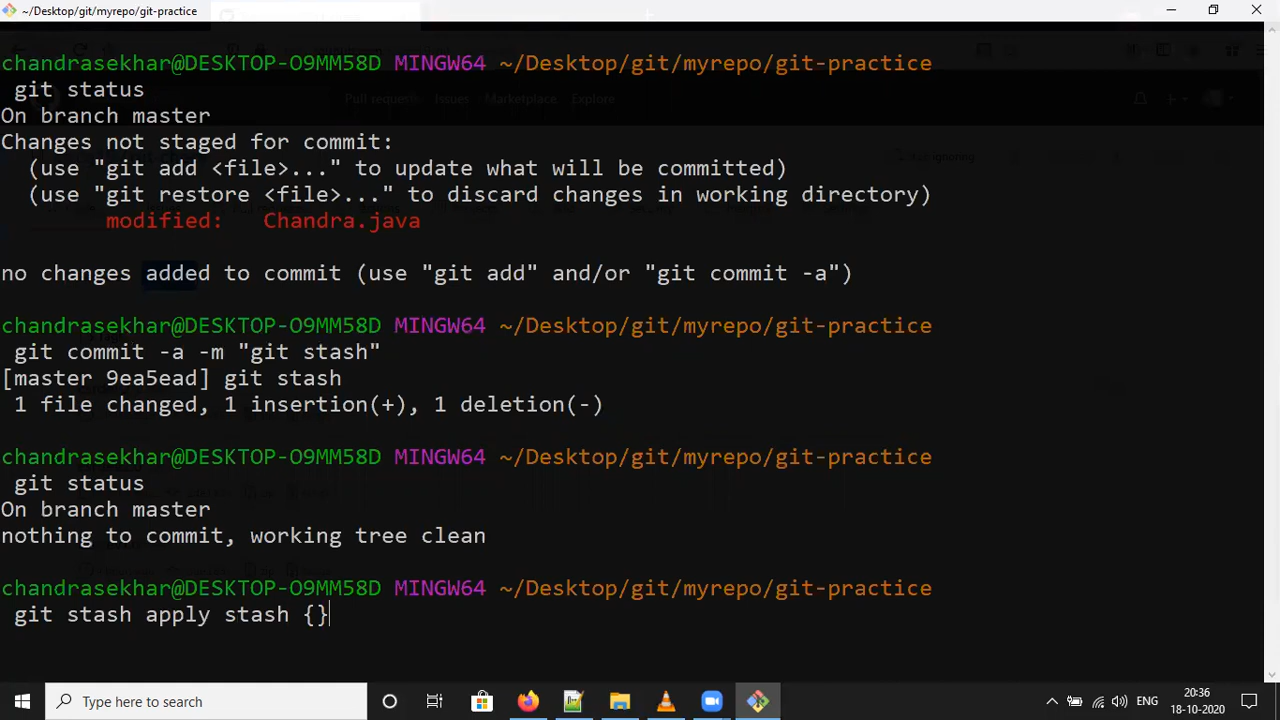 ~/Desktop/git/myrepo/git-practice
chandrasekhar@DESKTOP-O9MM58D MINGW64 ~/Desktop/git/myrepo/git-practice
git status
Pull requests Issues Marketplace Explore
On branch master
Changes not staged for commit:
(use "git add <file>..." to update what will be committed)
(use "git restore <file>..." to discard changes in working directory)
modified: Chandra.java
no changes added to commit (use "git add" and/or "git commit -a")
chandrasekhar@DESKTOP-O9MM58D MINGW64 ~/Desktop/git/myrepo/git-practice
git commit -a -m "git stash"
[master 9ea5ead] git stash
1 file changed, 1 insertion(+), 1 deletion(-)
chandrasekhar@DESKTOP-O9MM58D MINGW64 ~/Desktop/git/myrepo/git-practice
git status
On branch master
nothing to commit, working tree clean
chandrasekhar@DESKTOP-O9MM58D MINGW64 ~/Desktop/git/myrepo/git-practice
git stash apply stash {}
Type here to search
ENG
20:36
18-10-2020